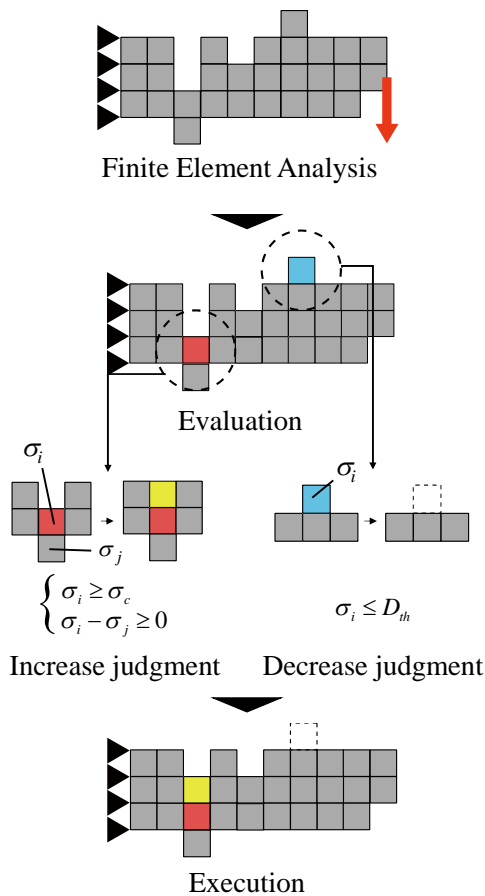 Finite Element Analysis
Evaluation
σi
σj
σi
σi ≥ σc
σi − σj ≥ 0
σi ≤ Dth
Increase judgment
Decrease judgment
Execution